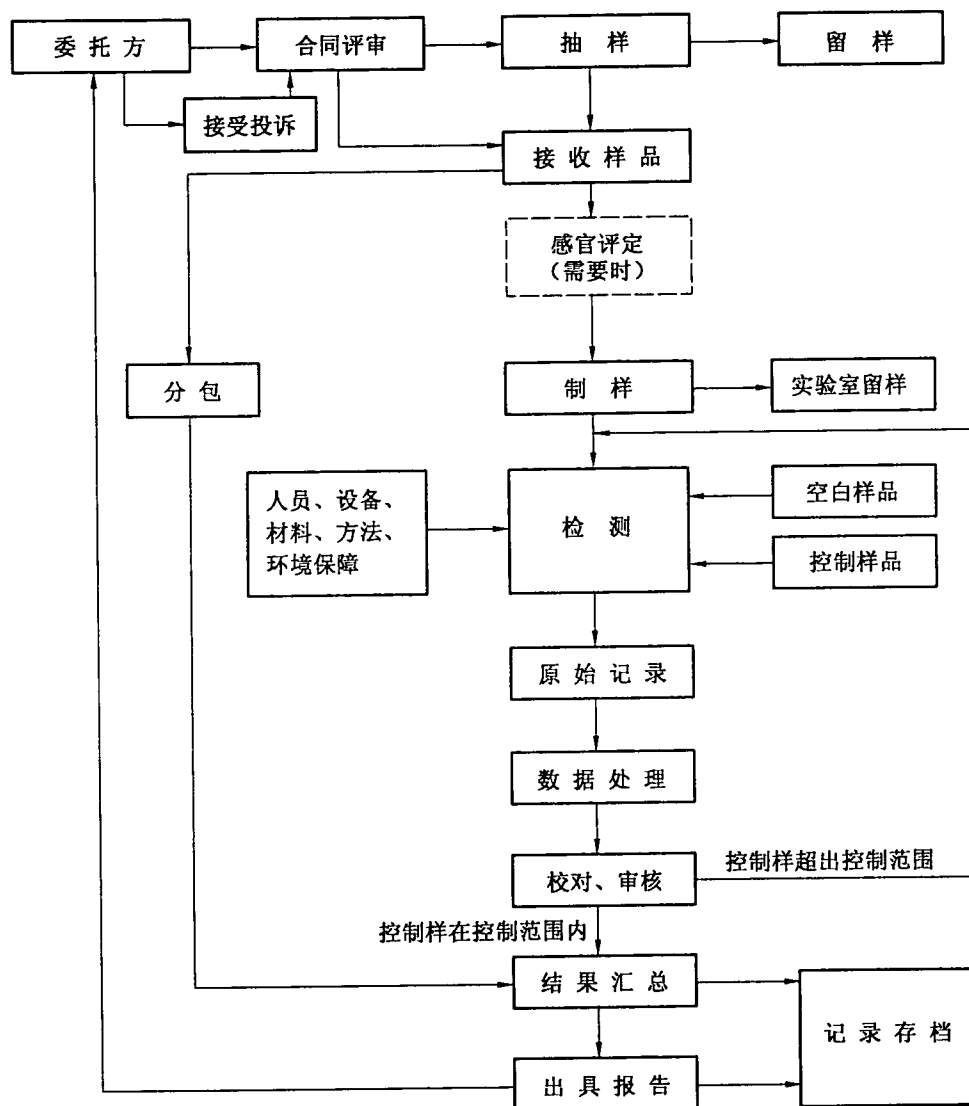 委托方
合同评审
抽样
留样
接受投诉
接收样品
感官评定
（需要时）
分包
制样
实验室留样
人员、设备、
材料、方法、
环境保障
检测
空白样品
控制样品
原始记录
数据处理
校对、审核
控制样超出控制范围
控制样在控制范围内
结果汇总
记录存档
出具报告